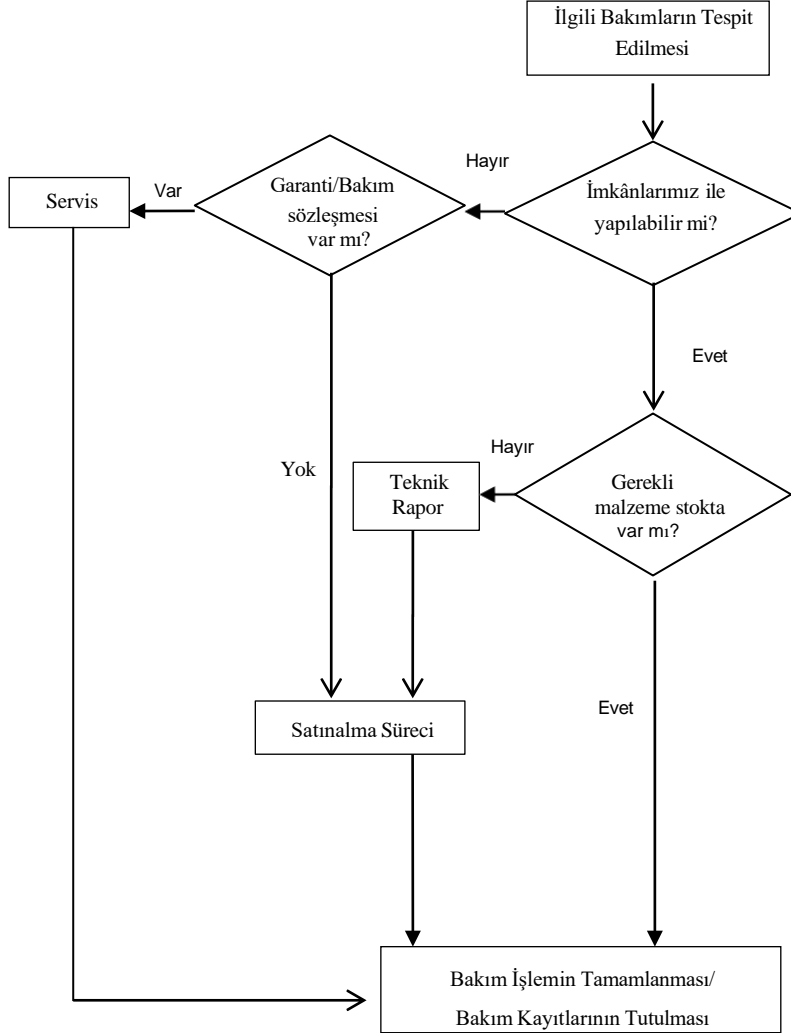 İlgili Bakımların Tespit
Edilmesi
Hayır
İmkânlarımız ile
yapılabilir mi?
Garanti/Bakım
sözleşmesi
var mı?
Var
Servis
Evet
Hayır
Gerekli
malzeme stokta
var mı?
Teknik
Rapor
Yok
Evet
Satınalma Süreci
Bakım İşlemin Tamamlanması/
Bakım Kayıtlarının Tutulması